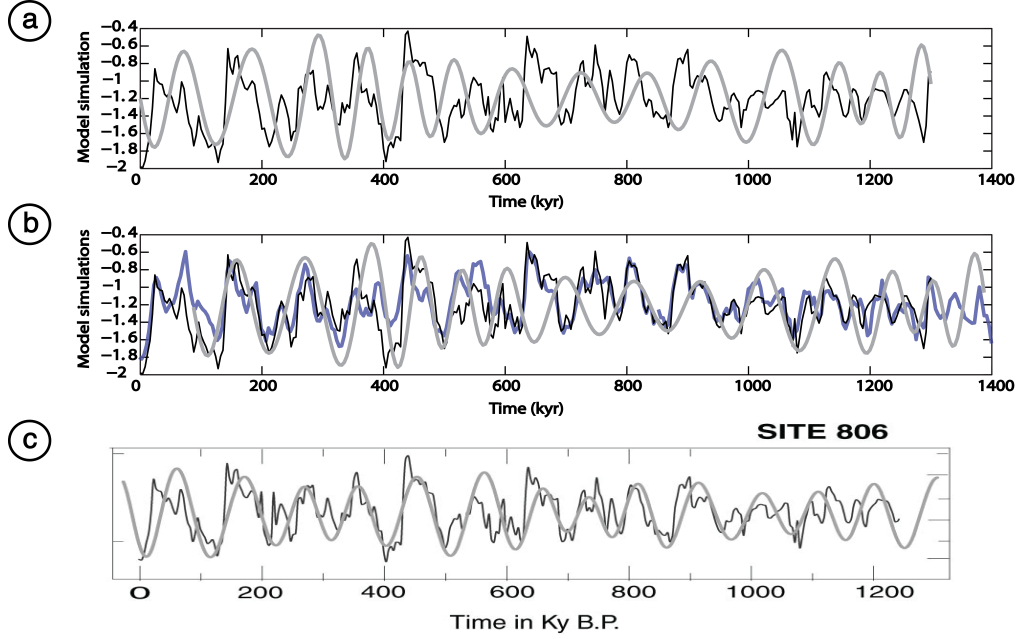 a
Model simulation
−0.4
−0.6
−0.8
−1
−1.2
−1.4
−1.6
−1.8
−2
0 200 400 600 800 1000 1200 1400
Time (kyr)
b
Model simulations
−0.4
−0.6
−0.8
−1
−1.2
−1.4
−1.6
−1.8
−2
0 200 400 600 800 1000 1200 1400
Time (kyr)
c
SITE 806
0 200 400 600 800 1000 1200
Time in Ky B.P.